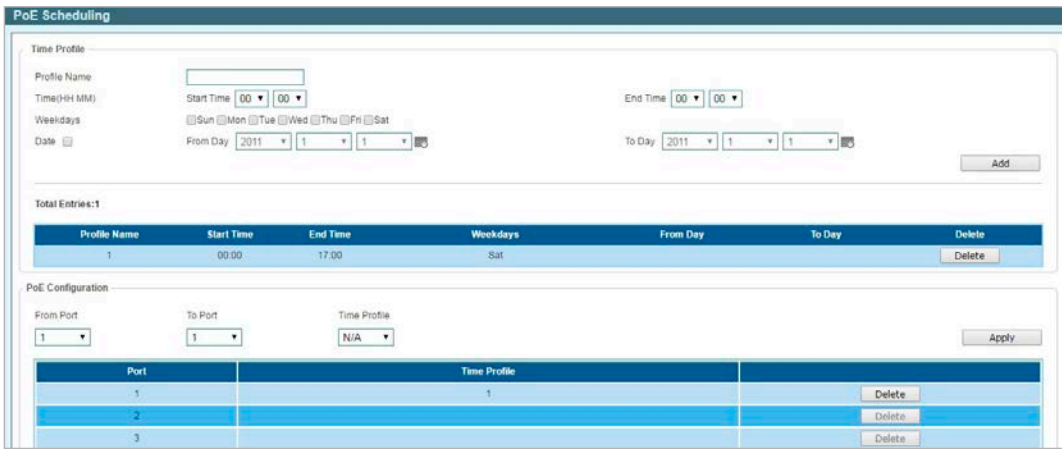 PoE Scheduling
Time Profile
Profile Name
Time(HH MM) Start Time 00 00 End Time 00 00
Weekdays Sun Mon Tue Wed Thu Fri Sat
Date From Day 2011 1 1 To Day 2011 1 1
Add
Total Entries:1
Profile Name Start Time End Time Weekdays From Day To Day Delete
1 00:00 17:00 Sat Delete
PoE Configuration
From Port To Port Time Profile
1 1 N/A Apply
Port Time Profile
1 1 Delete
2 Delete
3 Delete